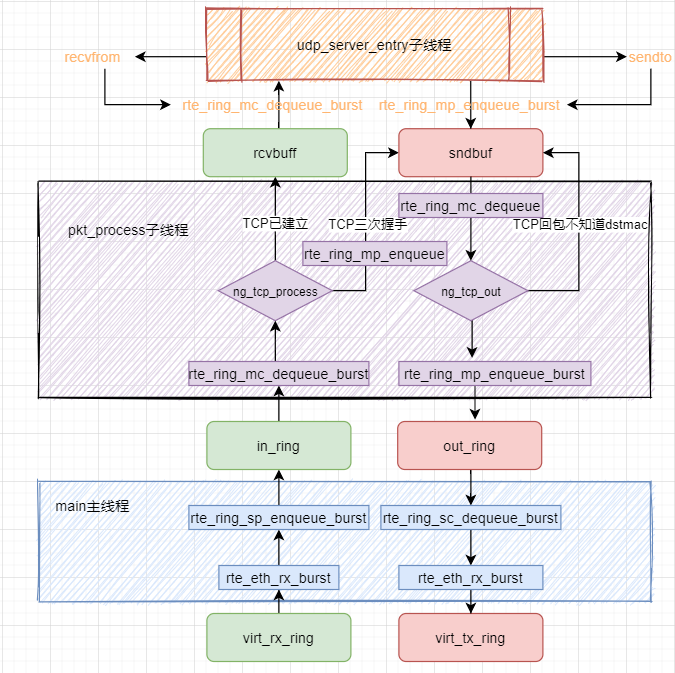 udp_server_entry子线程
recvfrom
sendto
rte_ring_mc_dequeue_burst
rte_ring_mp_enqueue_burst
rcvbuff
sndbuf
pkt_process子线程
rte_ring_mc_dequeue
TCP已建立
TCP三次握手
TCP回包不知道dstmac
rte_ring_mp_enqueue
ng_tcp_process
ng_tcp_out
rte_ring_mc_dequeue_burst
rte_ring_mp_enqueue_burst
in_ring
out_ring
main主线程
rte_ring_sp_enqueue_burst
rte_ring_sc_dequeue_burst
rte_eth_rx_burst
rte_eth_rx_burst
virt_rx_ring
virt_tx_ring